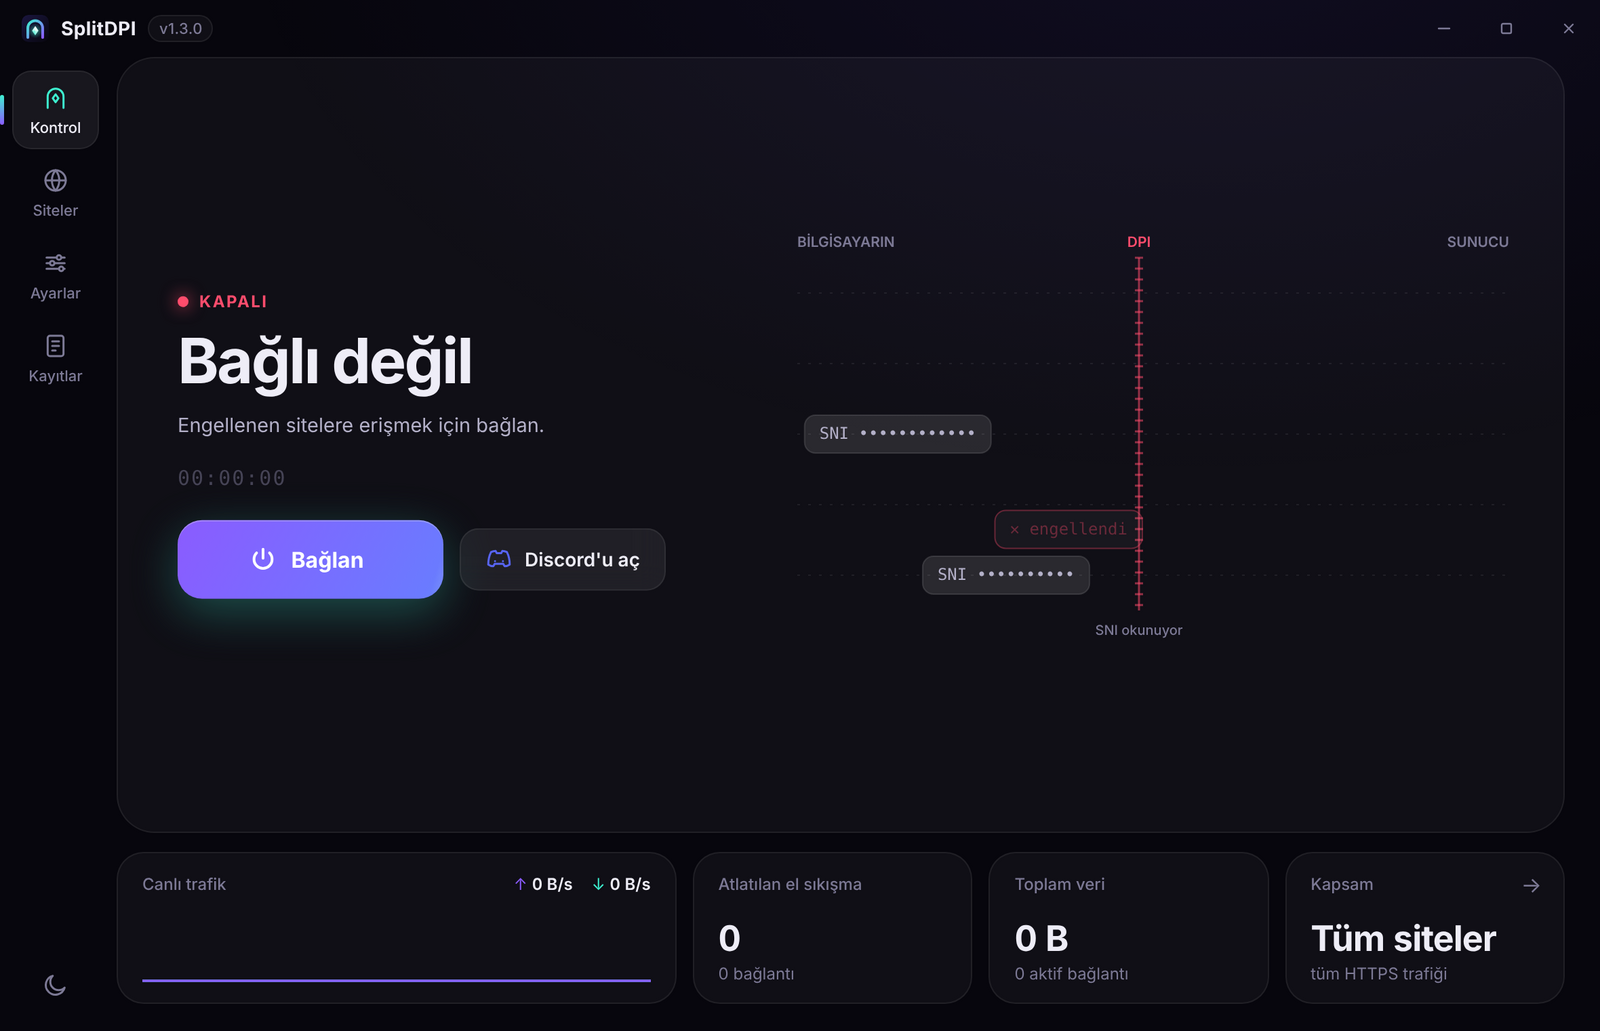 SplitDPI v1.3.0
Kontrol
Siteler
Ayarlar
Kayıtlar
KAPALI
Bağlı değil
Engellenen sitelere erişmek için bağlan.
00:00:00
Bağlan
Discord'u aç
BİLGİSAYARIN DPI SUNUCU
SNI ••••••••••••
× engellendi
SNI ••••••••••
SNI okunuyor
Canlı trafik ↑ 0 B/s ↓ 0 B/s
Atlatılan el sıkışma
0
0 bağlantı
Toplam veri
0 B
0 aktif bağlantı
Kapsam →
Tüm siteler
tüm HTTPS trafiği